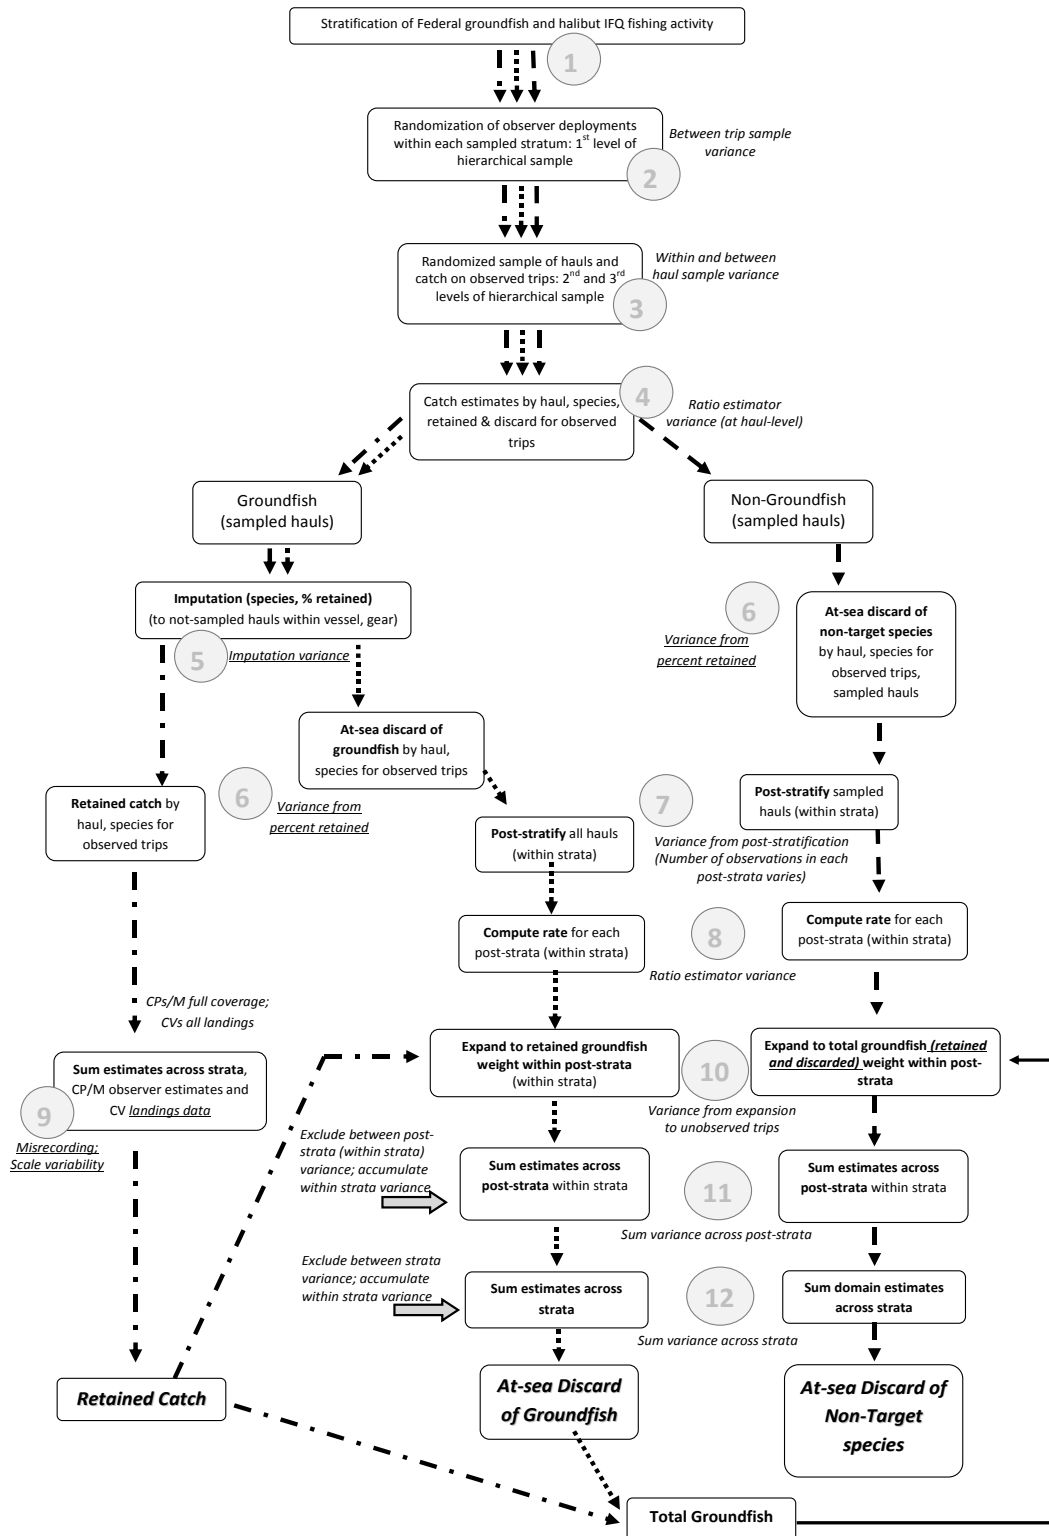 Stratification of Federal groundfish and halibut IFQ fishing activity
1
Randomization of observer deployments
within each sampled stratum: 1st level of
hierarchical sample
Between trip sample
variance
2
Randomized sample of hauls and
catch on observed trips: 2nd and 3rd
levels of hierarchical sample
Within and between
haul sample variance
3
Catch estimates by haul, species,
retained & discard for observed
trips
4
Ratio estimator
variance (at haul-level)
Groundfish
(sampled hauls)
Non-Groundfish
(sampled hauls)
Imputation (species, % retained)
(to not-sampled hauls within vessel, gear)
5
Imputation variance
6
Variance from
percent retained
At-sea discard of
non-target species
by haul, species for
observed trips,
sampled hauls
At-sea discard of
groundfish by haul,
species for observed trips
Retained catch by
haul, species for
observed trips
6
Variance from
percent retained
7
Variance from post-stratification
(Number of observations in each
post-strata varies)
Post-stratify sampled
hauls (within strata)
Post-stratify all hauls
(within strata)
Compute rate for each
post-strata (within strata)
8
Ratio estimator variance
Compute rate for each
post-strata (within strata)
CPs/M full coverage;
CVs all landings
Sum estimates across strata,
CP/M observer estimates and
CV landings data
9
Misrecording;
Scale variability
Expand to retained groundfish
weight within post-strata
(within strata)
10
Variance from expansion
to unobserved trips
Expand to total groundfish (retained
and discarded) weight within post-
strata
Exclude between post-
strata (within strata)
variance; accumulate
within strata variance
Sum estimates across
post-strata within strata
11
Sum variance across post-strata
Sum estimates across
post-strata within strata
Exclude between strata
variance; accumulate
within strata variance
Sum estimates across
strata
12
Sum variance across strata
Sum domain estimates
across strata
Retained Catch
At-sea Discard
of Groundfish
At-sea Discard of
Non-Target
species
Total Groundfish